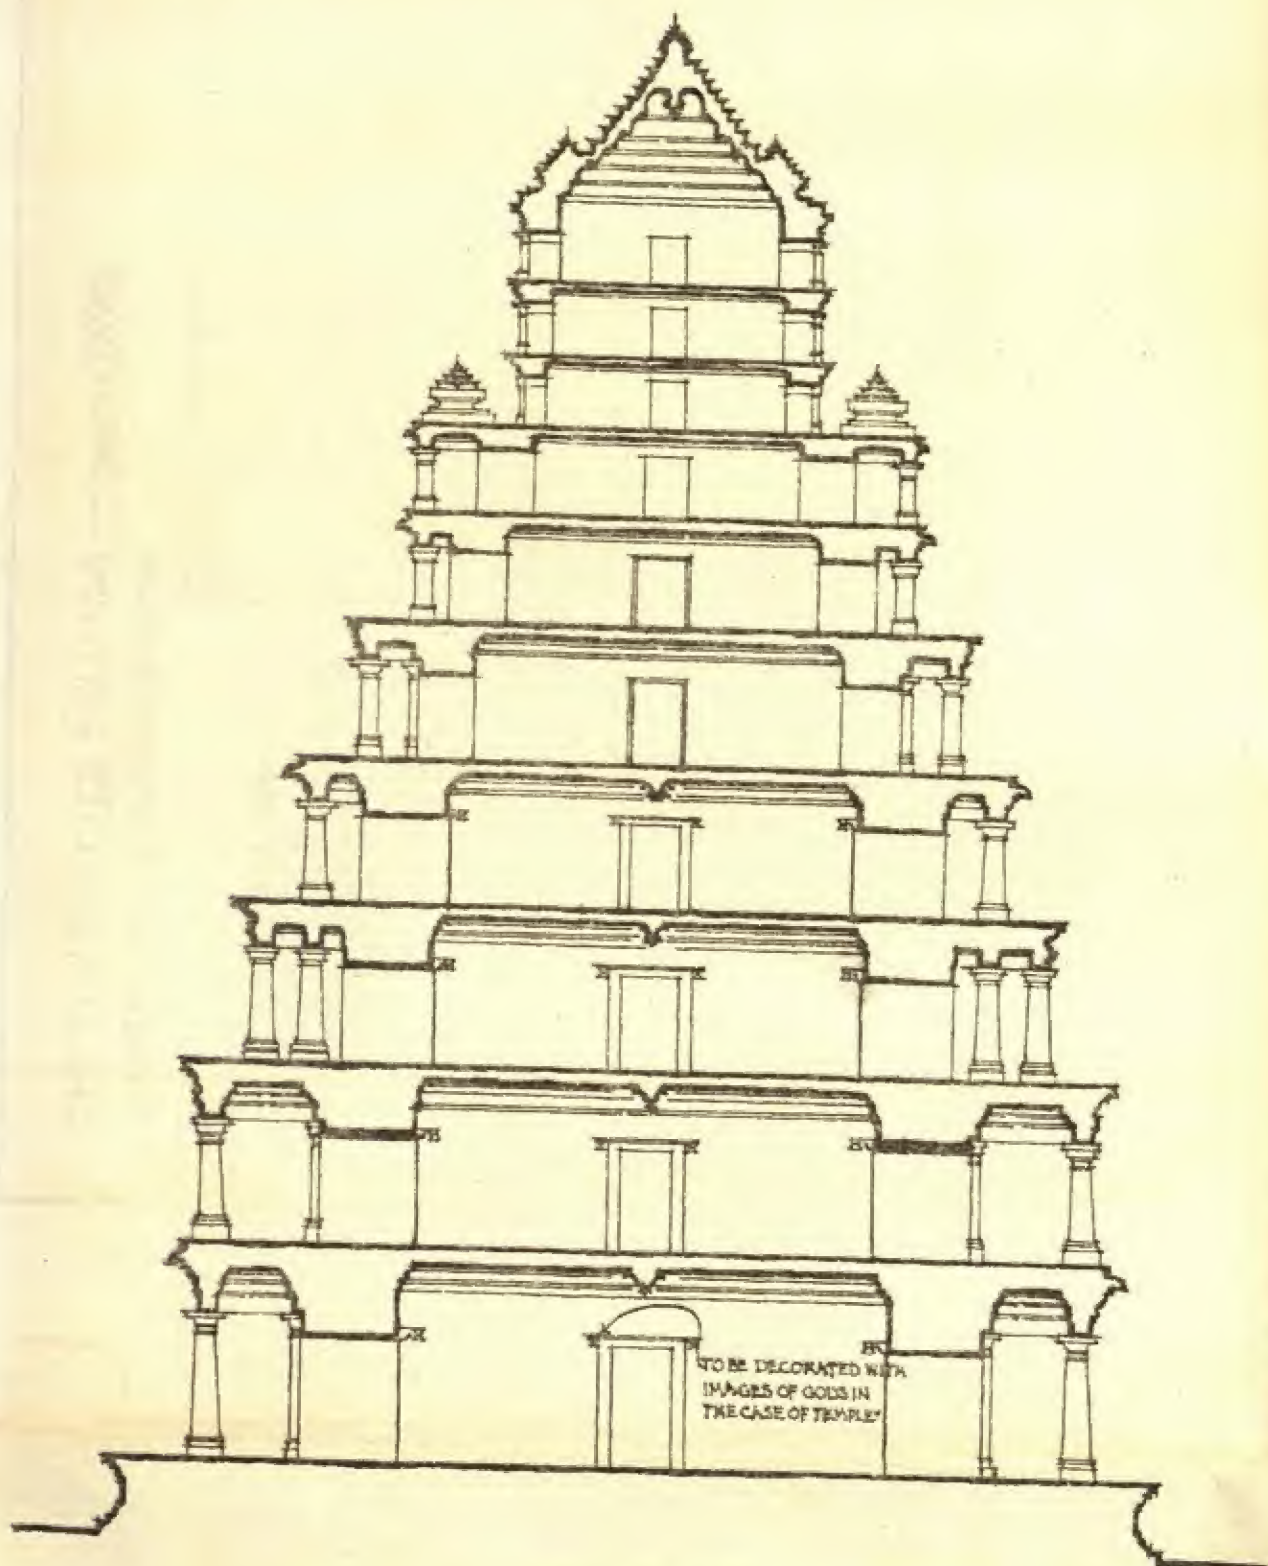 TO BE DECORATED WITH
IMAGES OF GODS IN
THE CASE OF TEMPLE